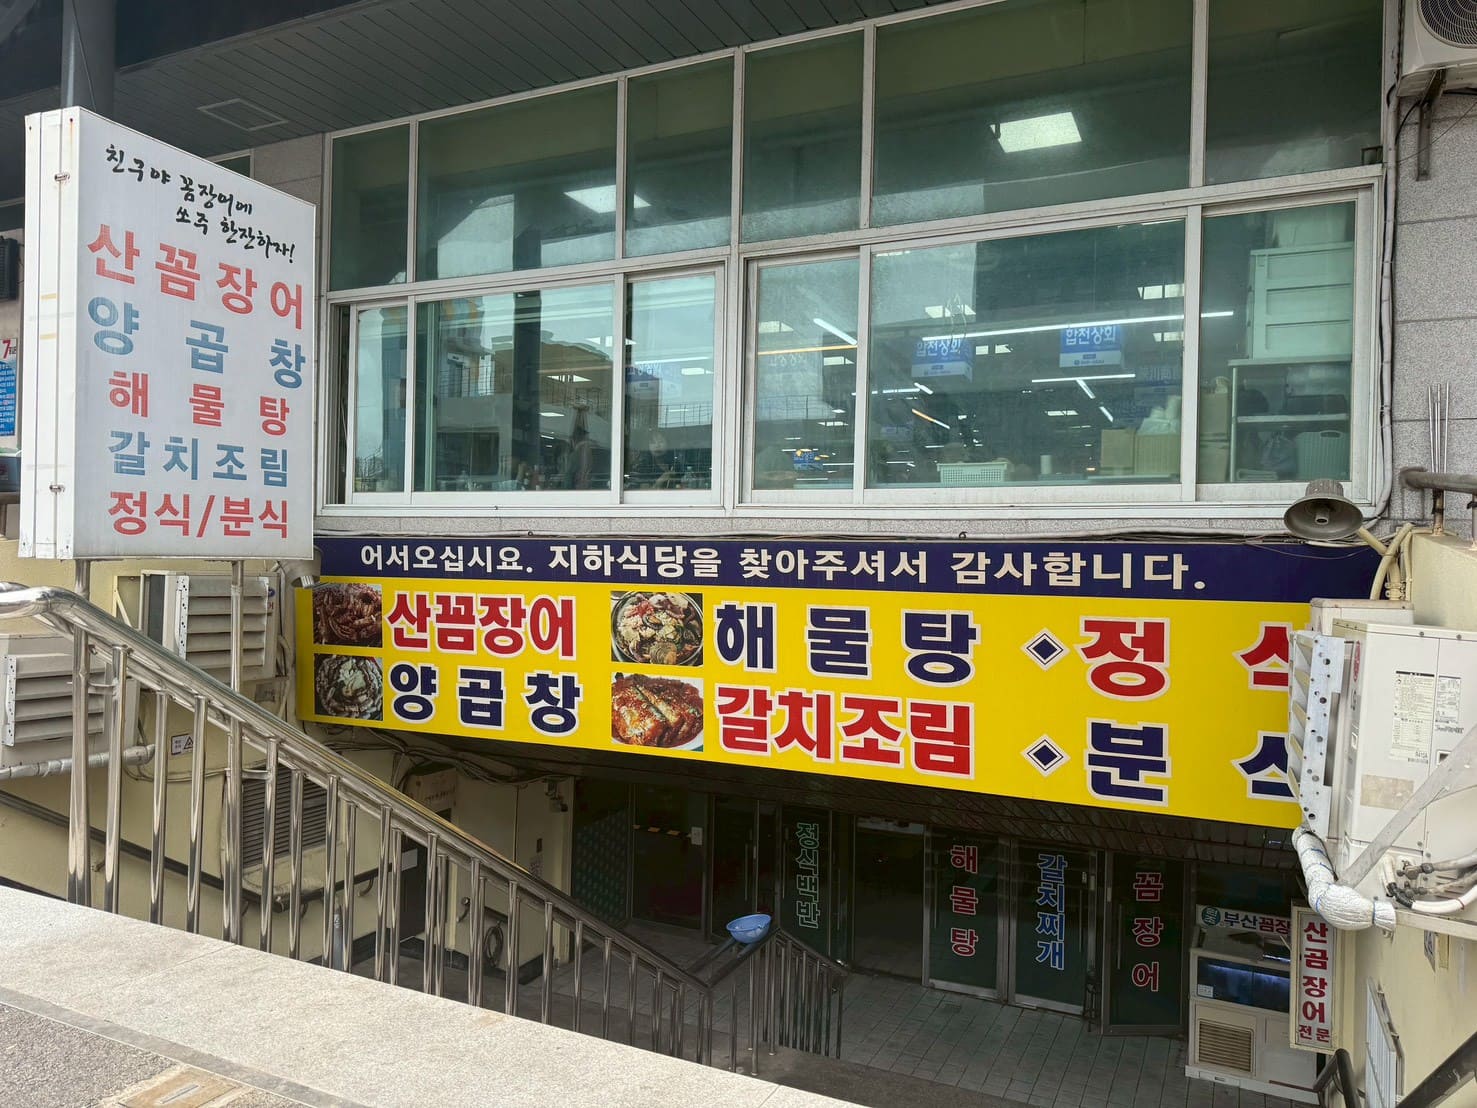 친구야 꼼장어에
쏘주 한잔하자!
산꼼장어
양곱창
해물탕
갈치조림
정식/분식
합천상회
합천상회
어서오십시요. 지하식당을 찾아주셔서 감사합니다.
산꼼장어
양곱창
해물탕
갈치조림
정식
분식
정식백반
해물탕
갈치찌개
꼼장어
원조 부산꼼장
산곰장어
전문